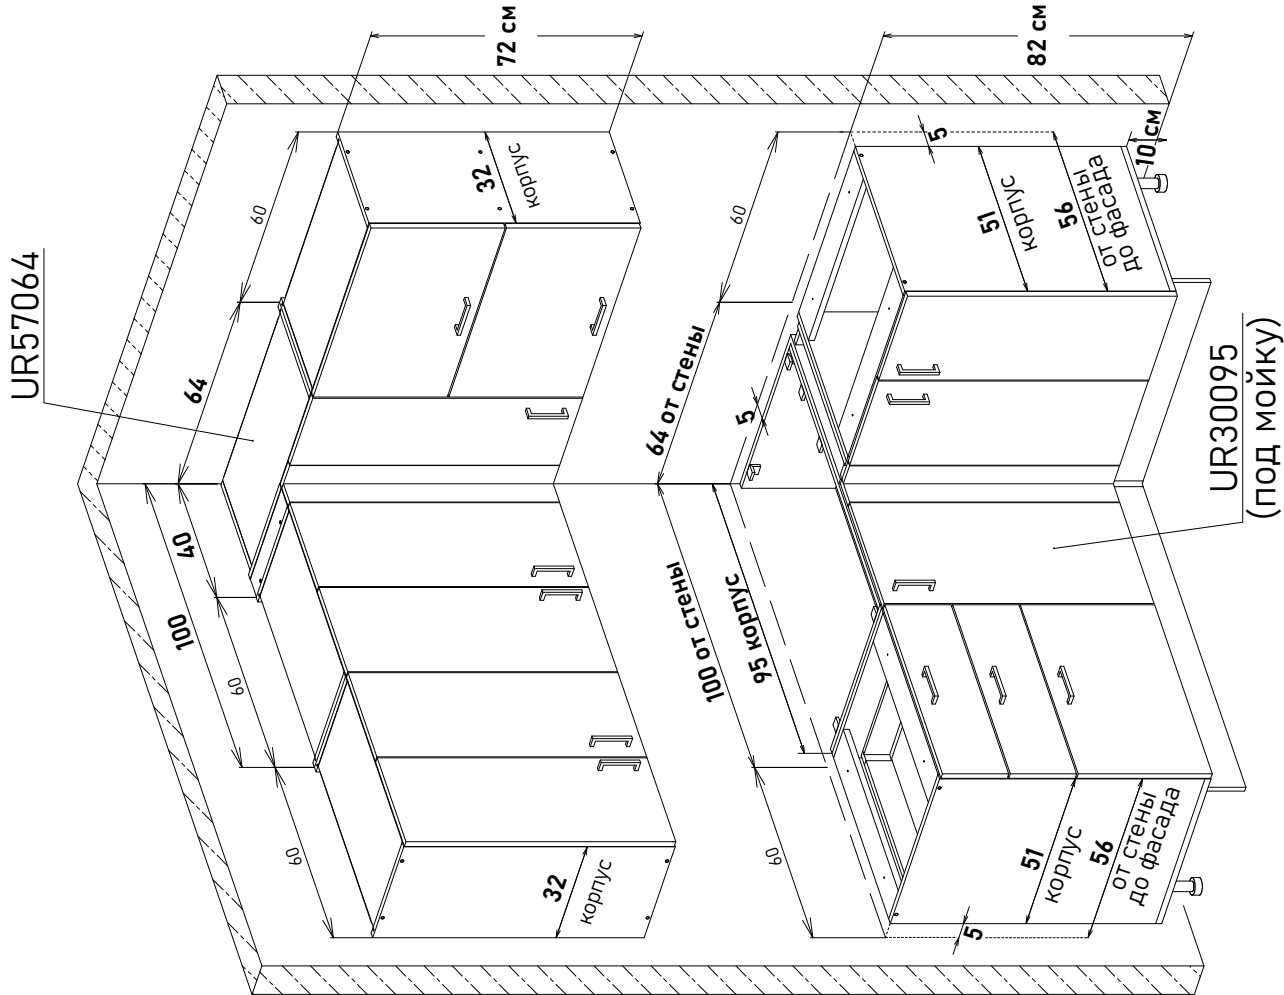 UR57064
72 см
60
64
32
корпус
40
100
60
60
32
корпус
82 см
5
10 см
60
51
корпус
56
от стены
до фасада
64 от стены
5
100 от стены
95 корпус
60
51
корпус
56
от стены
до фасада
5
UR30095
(под мойку)